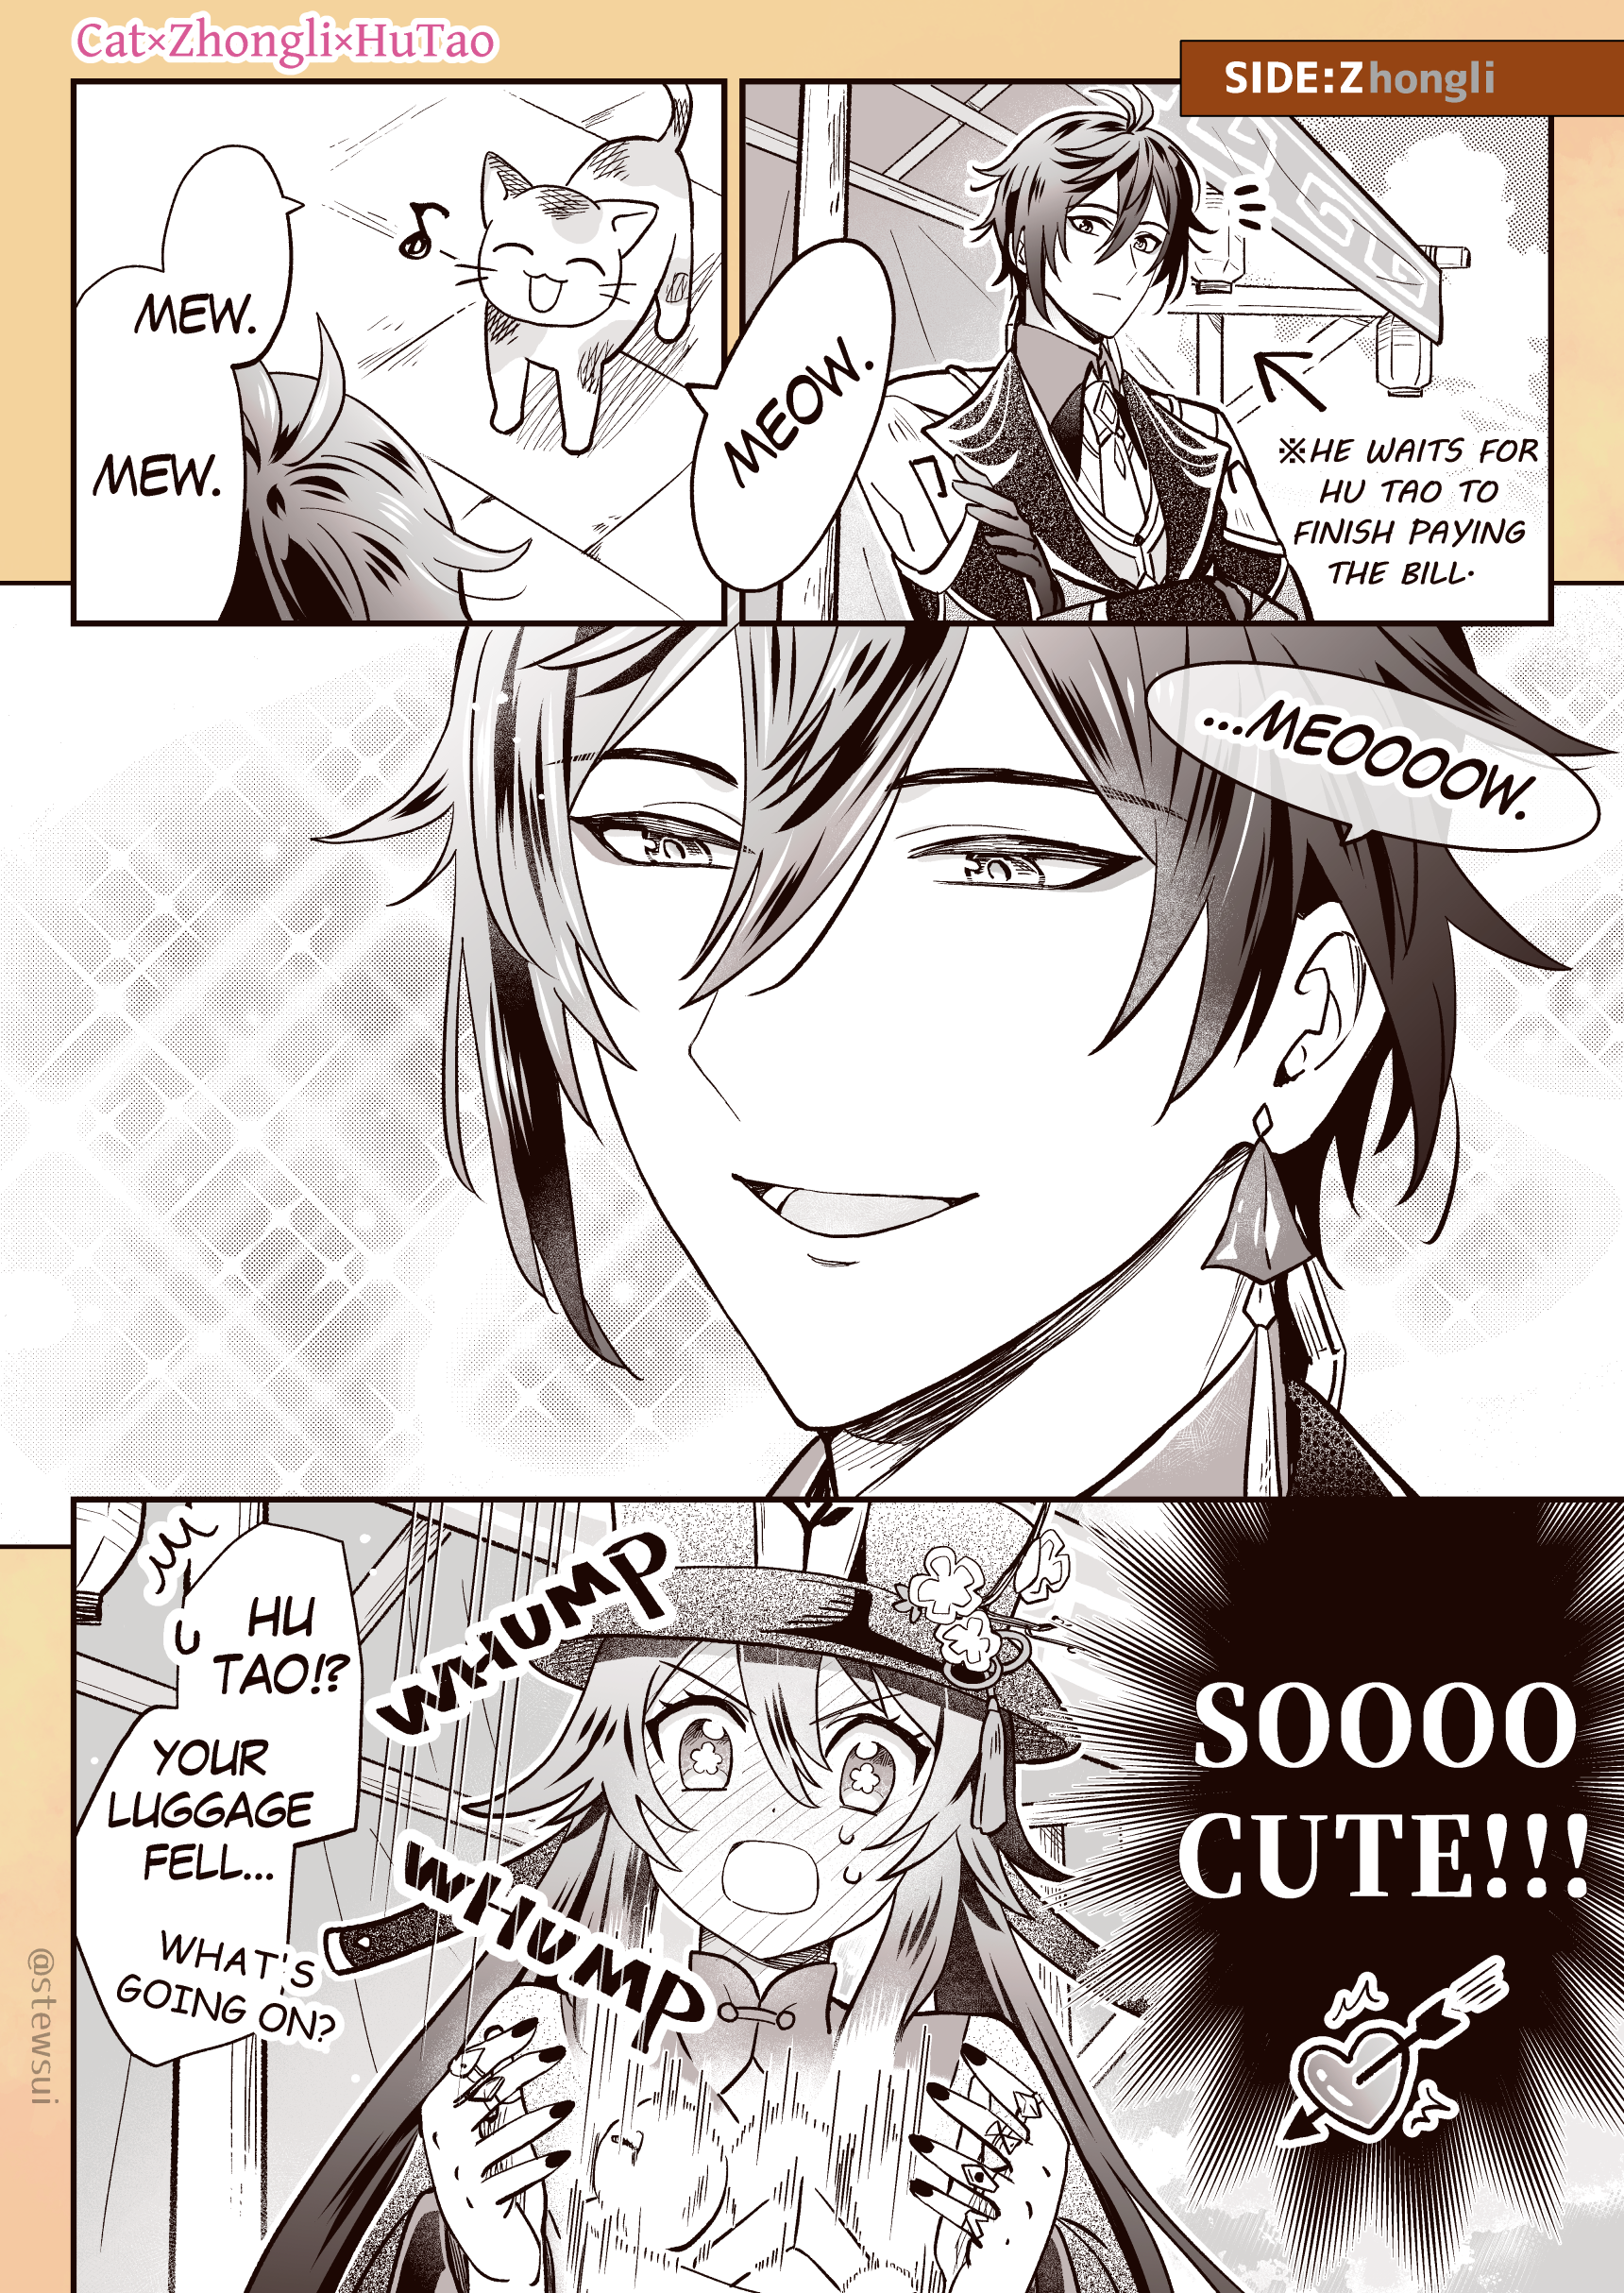 Cat×Zhongli×HuTao
SIDE:Zhongli
※HE WAITS FOR
HU TAO TO
FINISH PAYING
THE BILL.
MEOW.
MEW.
MEW.
...MEOOOOW.
SOOOO
CUTE!!!
WHUMP
WHUMP
HU
TAO!?
YOUR
LUGGAGE
FELL...
WHAT'S
GOING ON?
@stewsui